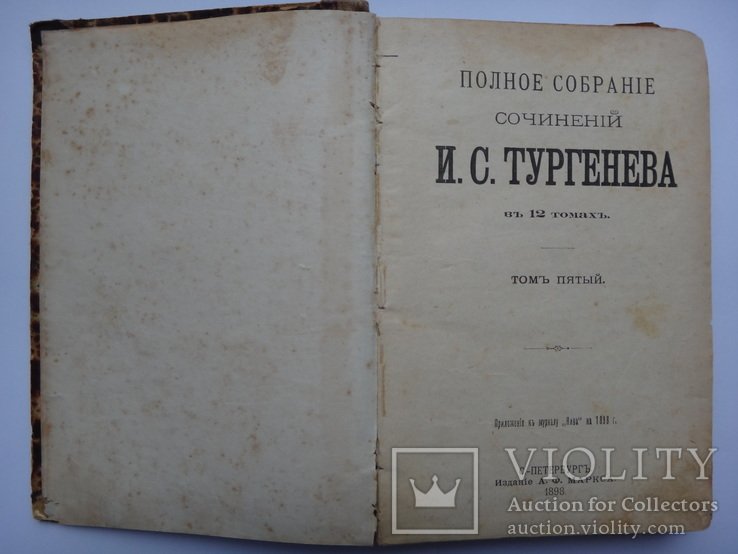 ПОЛНОЕ СОБРАНІЕ
СОЧИНЕНІЙ
И. С. ТУРГЕНЕВА
въ 12 томахъ.
ТОМЪ ПЯТЫЙ.
Приложеніе къ журналу „Нива“ на 1898 г.
С.-ПЕТЕРБУРГЪ
Изданіе А. Ф. МАРКСА
1898.
VIOLITY
Auction for Collectors
auction.violity.com